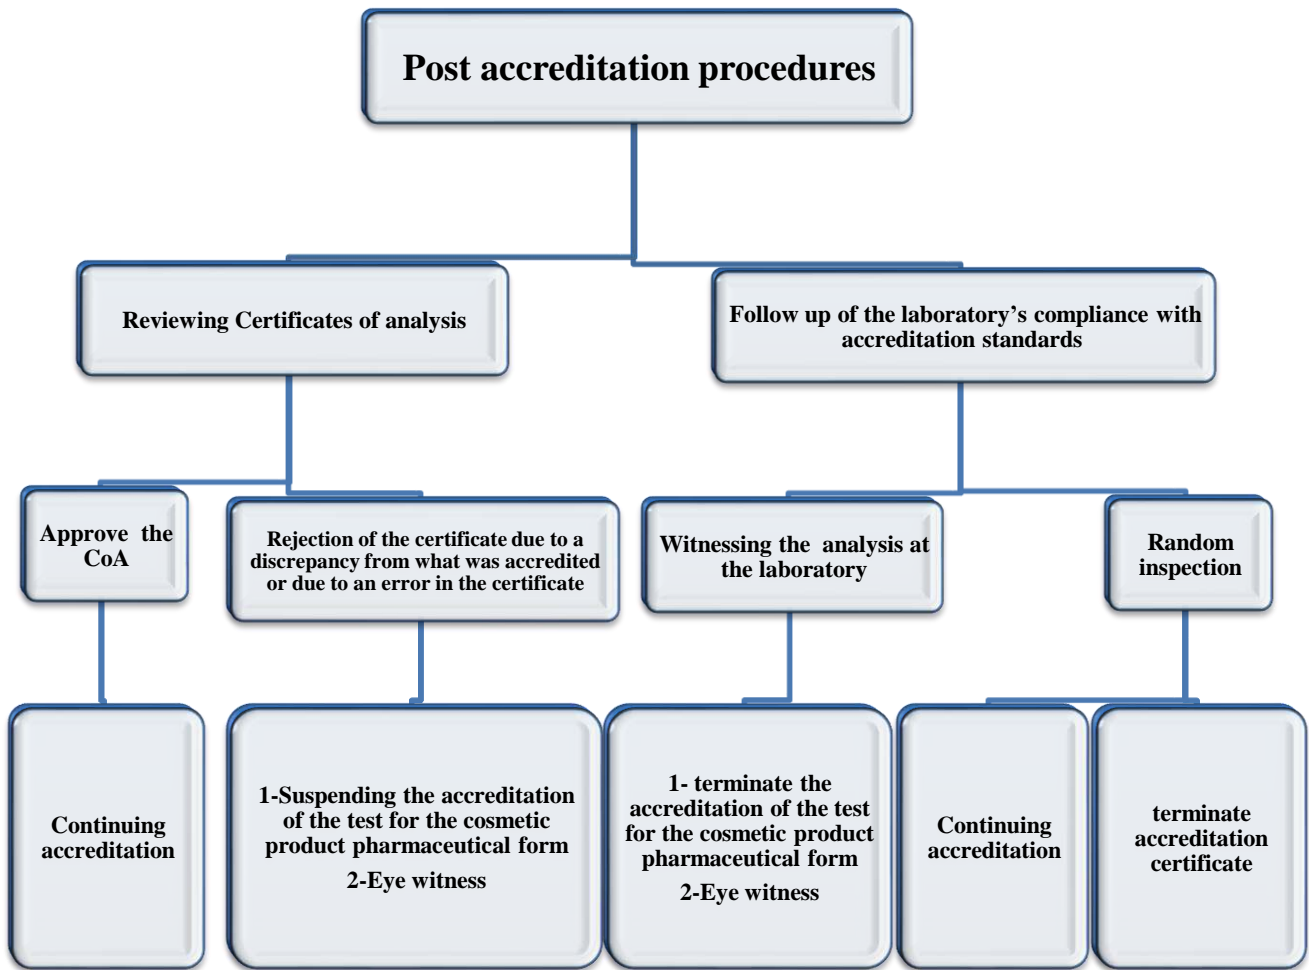 Post accreditation procedures
Reviewing Certificates of analysis
Follow up of the laboratory’s compliance with
accreditation standards
Approve the
CoA
Rejection of the certificate due to a
discrepancy from what was accredited
or due to an error in the certificate
Witnessing the analysis at
the laboratory
Random
inspection
Continuing
accreditation
1-Suspending the accreditation
of the test for the cosmetic
product pharmaceutical form
2-Eye witness
1- terminate the
accreditation of the test
for the cosmetic product
pharmaceutical form
2-Eye witness
Continuing
accreditation
terminate
accreditation
certificate